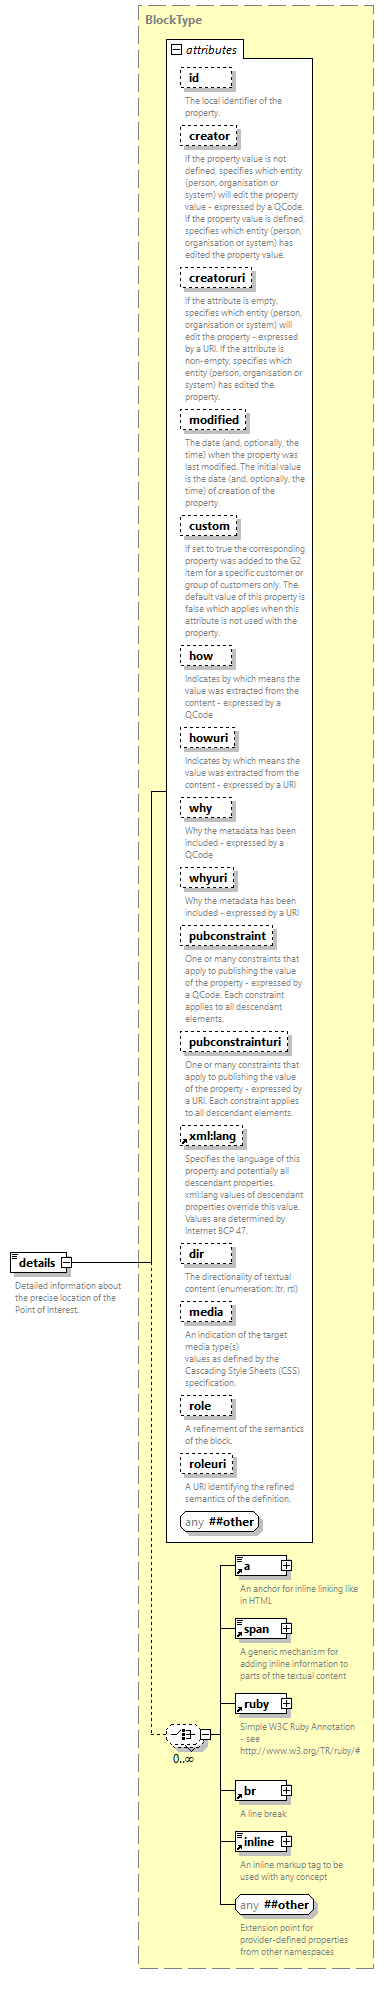 BlockType
attributes
id
The local identifier of the
property.
creator
If the property value is not
defined, specifies which entity
(person, organisation or
system) will edit the property
value - expressed by a QCode.
If the property value is defined,
specifies which entity (person,
organisation or system) has
edited the property value.
creatoruri
If the attribute is empty,
specifies which entity (person,
organisation or system) will
edit the property - expressed
by a URI. If the attribute is
non-empty, specifies which
entity (person, organisation or
system) has edited the
property.
modified
The date (and, optionally, the
time) when the property was
last modified. The initial value
is the date (and, optionally, the
time) of creation of the
property.
custom
If set to true the corresponding
property was added to the G2
Item for a specific customer or
group of customers only. The
default value of this property is
false which applies when this
attribute is not used with the
property.
how
Indicates by which means the
value was extracted from the
content - expressed by a
QCode
howuri
Indicates by which means the
value was extracted from the
content - expressed by a URI
why
Why the metadata has been
included - expressed by a
QCode
whyuri
Why the metadata has been
included - expressed by a URI
pubconstraint
One or many constraints that
apply to publishing the value
of the property - expressed by
a QCode. Each constraint
applies to all descendant
elements.
pubconstrainturi
One or many constraints that
apply to publishing the value
of the property - expressed by
a URI. Each constraint applies
to all descendant elements.
xml:lang
Specifies the language of this
property and potentially all
descendant properties.
xml:lang values of descendant
properties override this value.
Values are determined by
Internet BCP 47.
dir
The directionality of textual
content (enumeration: ltr, rtl)
media
An indication of the target
media type(s)
values as defined by the
Cascading Style Sheets (CSS)
specification.
role
A refinement of the semantics
of the block.
roleuri
A URI identifying the refined
semantics of the definition.
any ##other
details
Detailed information about
the precise location of the
Point of Interest.
0..∞
a
An anchor for inline linking like
in HTML
span
A generic mechanism for
adding inline information to
parts of the textual content
ruby
Simple W3C Ruby Annotation
- see
http://www.w3.org/TR/ruby/#
br
A line break
inline
An inline markup tag to be
used with any concept
any ##other
Extension point for
provider-defined properties
from other namespaces